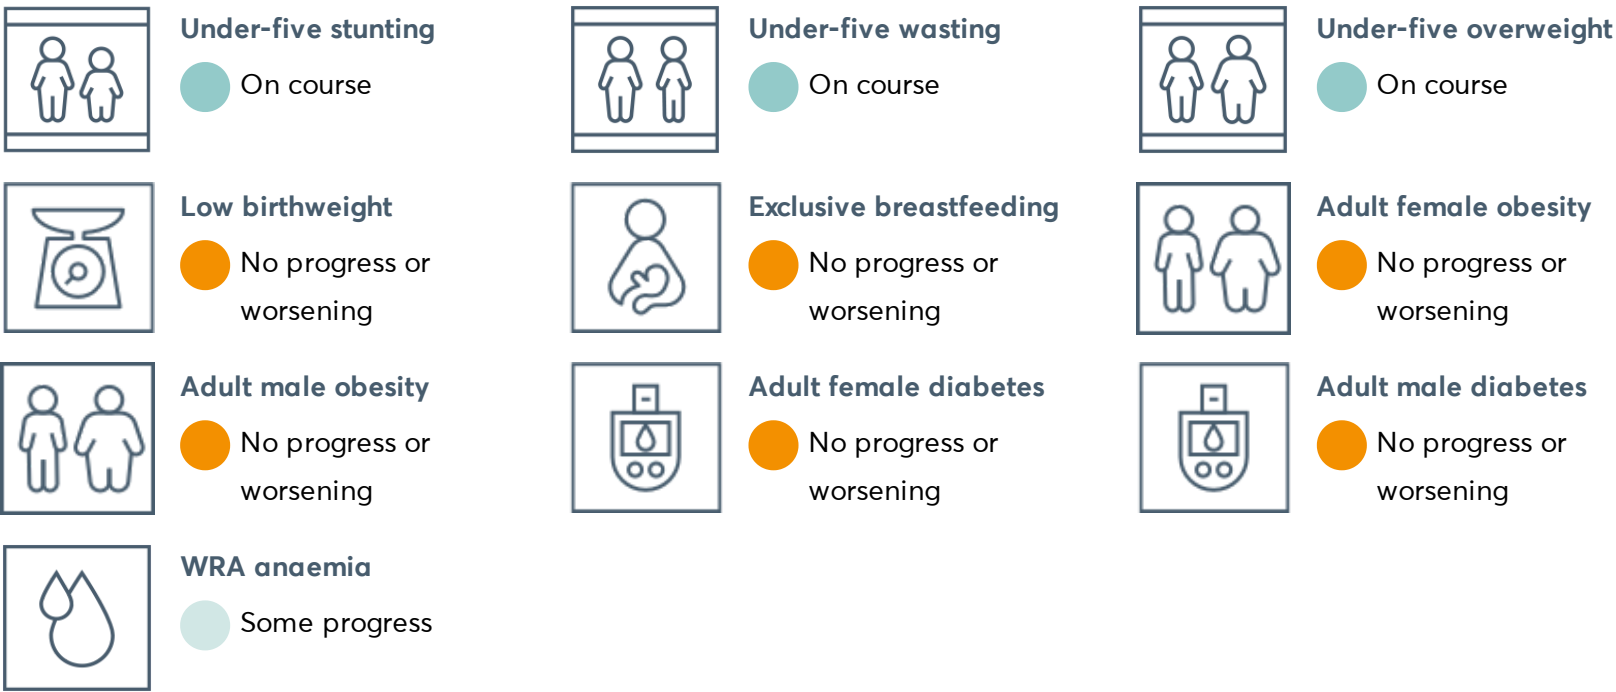 Under-five stunting
On course
Under-five wasting
On course
Under-five overweight
On course
Low birthweight
No progress or
worsening
Exclusive breastfeeding
No progress or
worsening
Adult female obesity
No progress or
worsening
Adult male obesity
No progress or
worsening
Adult female diabetes
No progress or
worsening
Adult male diabetes
No progress or
worsening
WRA anaemia
Some progress